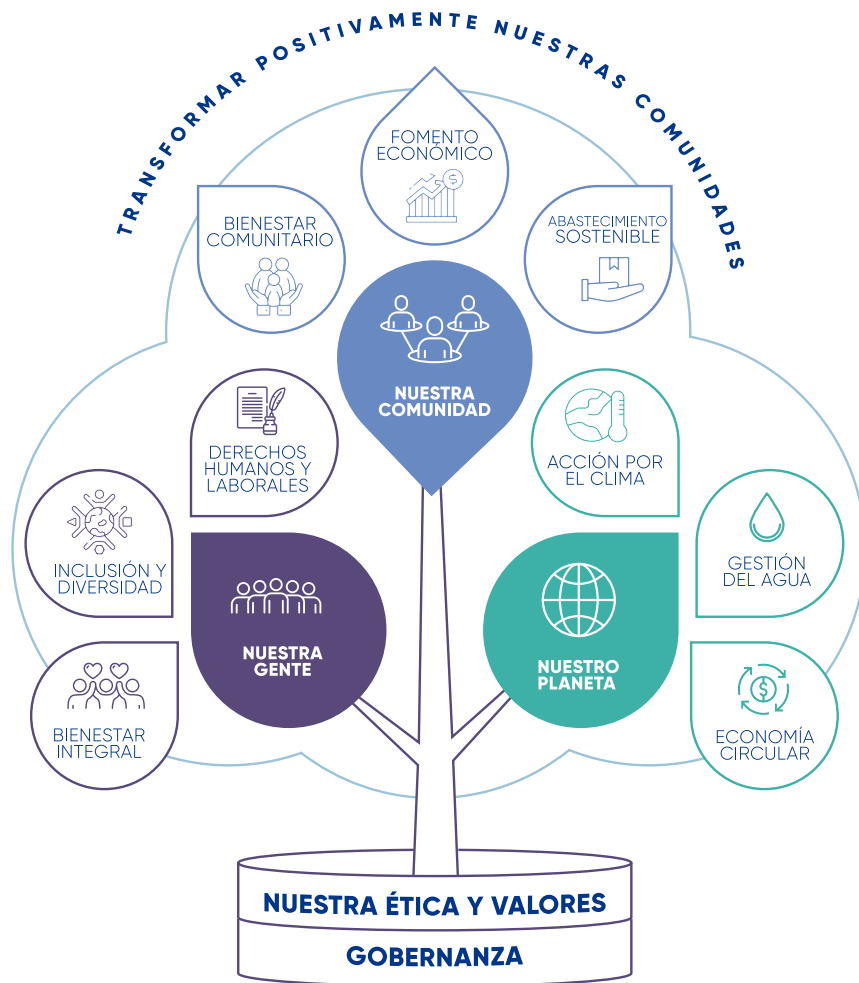 TRANSFORMAR POSITIVAMENTE NUESTRAS COMUNIDADES
FOMENTO
ECONÓMICO
BIENESTAR
COMUNITARIO
ABASTECIMIENTO
SOSTENIBLE
NUESTRA
COMUNIDAD
DERECHOS
HUMANOS Y
LABORALES
ACCIÓN POR
EL CLIMA
INCLUSIÓN Y
DIVERSIDAD
GESTIÓN
DEL AGUA
NUESTRA
GENTE
NUESTRO
PLANETA
BIENESTAR
INTEGRAL
ECONOMÍA
CIRCULAR
NUESTRA ÉTICA Y VALORES
GOBERNANZA